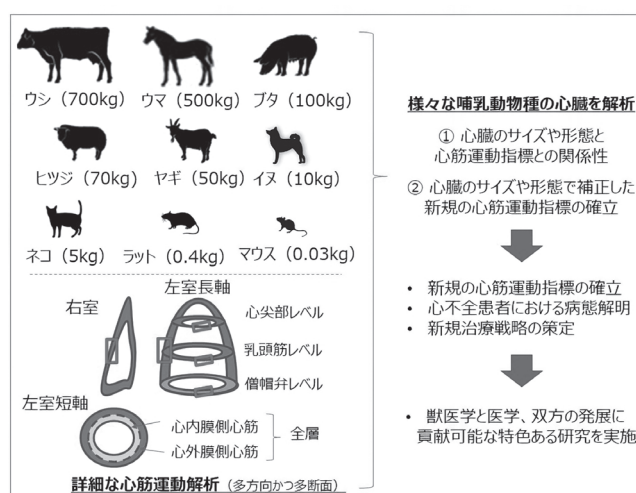 ウシ（700kg） ウマ（500kg） ブタ（100kg）
ヒツジ（70kg） ヤギ（50kg） イヌ（10kg）
ネコ（5kg） ラット（0.4kg） マウス（0.03kg）
右室
左室長軸
心尖部レベル
乳頭筋レベル
僧帽弁レベル
左室短軸
心内膜側心筋
心外膜側心筋
全層
詳細な心筋運動解析（多方向かつ多断面）
様々な哺乳動物種の心臓を解析
① 心臓のサイズや形態と
心筋運動指標との関係性
② 心臓のサイズや形態で補正した
新規の心筋運動指標の確立
• 新規の心筋運動指標の確立
• 心不全患者における病態解明
• 新規治療戦略の策定
• 獣医学と医学、双方の発展に
貢献可能な特色ある研究を実施